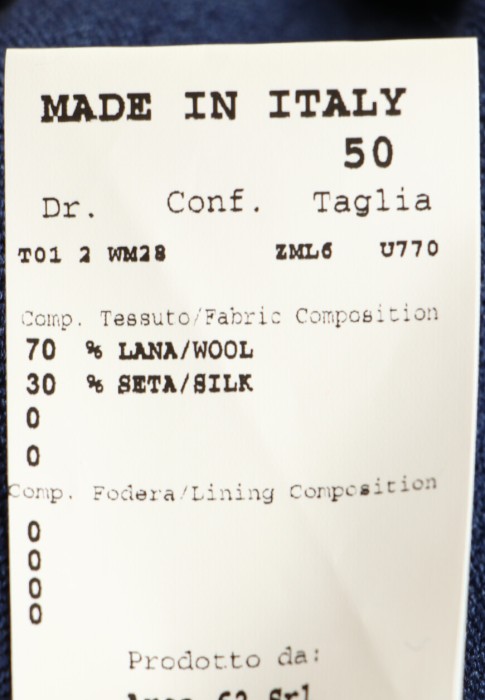 MADE IN ITALY
50
Dr. Conf. Taglia
T01 2 WM28 ZML6 U770
Comp. Tessuto/Fabric Composition
70 % LANA/WOOL
30 % SETA/SILK
0
0
Comp. Fodera/Lining Composition
0
0
0
0
Prodotto da:
Srl